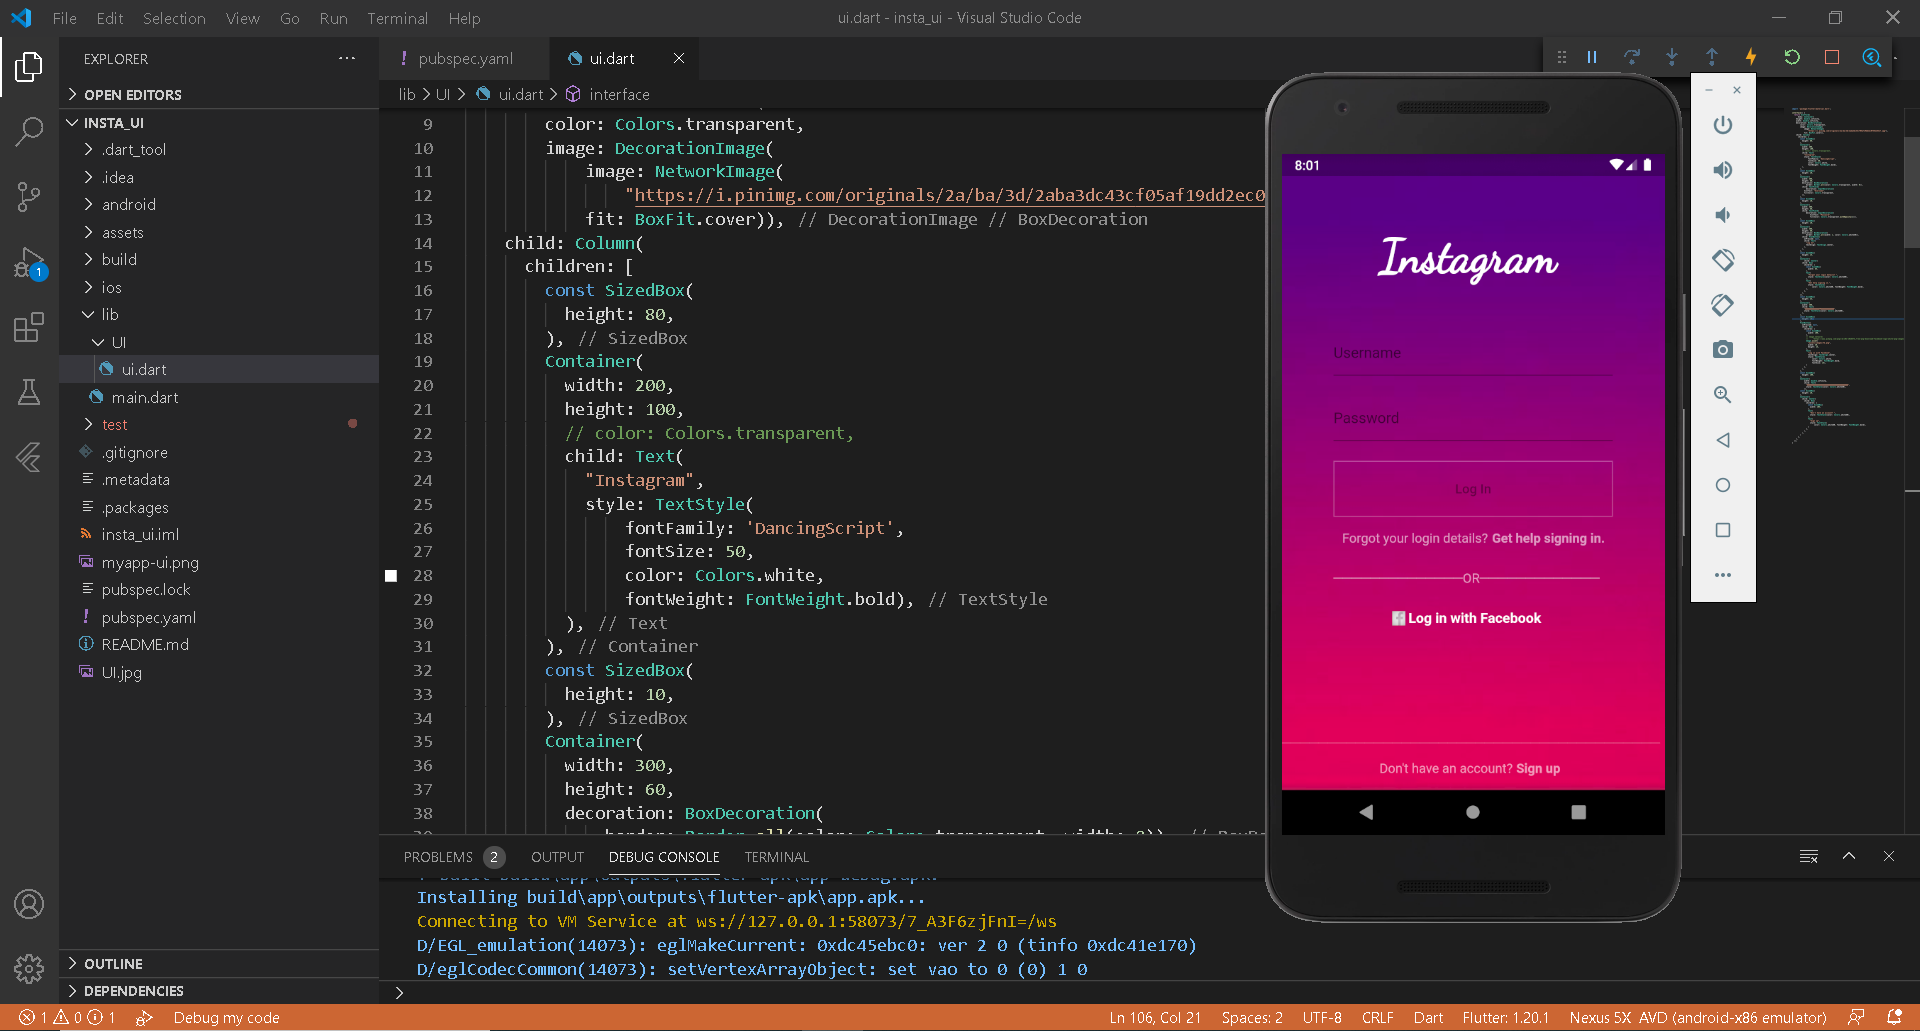 File Edit Selection View Go Run Terminal Help
ui.dart - insta_ui - Visual Studio Code
EXPLORER
OPEN EDITORS
INSTA_UI
.dart_tool
.idea
android
assets
build
ios
lib
UI
ui.dart
main.dart
test
.gitignore
.metadata
.packages
insta_ui.iml
myapp-ui.png
pubspec.lock
pubspec.yaml
README.md
UI.jpg
OUTLINE
DEPENDENCIES
1
! pubspec.yaml
ui.dart
lib > UI > ui.dart > interface
9 color: Colors.transparent,
10 image: DecorationImage(
11 image: NetworkImage(
12 "https://i.pinimg.com/originals/2a/ba/3d/2aba3dc43cf05af19dd2ec0
13 fit: BoxFit.cover)), // DecorationImage // BoxDecoration
14 child: Column(
15 children: [
16 const SizedBox(
17 height: 80,
18 ), // SizedBox
19 Container(
20 width: 200,
21 height: 100,
22 // color: Colors.transparent,
23 child: Text(
24 "Instagram",
25 style: TextStyle(
26 fontFamily: 'DancingScript',
27 fontSize: 50,
28 color: Colors.white,
29 fontWeight: FontWeight.bold), // TextStyle
30 ), // Text
31 ), // Container
32 const SizedBox(
33 height: 10,
34 ), // SizedBox
35 Container(
36 width: 300,
37 height: 60,
38 decoration: BoxDecoration(
8:01
Instagram
Username
Password
Log In
Forgot your login details? Get help signing in.
OR
Log in with Facebook
Don't have an account? Sign up
PROBLEMS 2 OUTPUT DEBUG CONSOLE TERMINAL
Installing build\app\outputs\flutter-apk\app.apk...
Connecting to VM Service at ws://127.0.0.1:58073/7_A3F6zjFnI=/ws
D/EGL_emulation(14073): eglMakeCurrent: 0xdc45ebc0: ver 2 0 (tinfo 0xdc41e170)
D/eglCodecCommon(14073): setVertexArrayObject: set vao to 0 (0) 1 0
>
1 0 1 Debug my code
Ln 106, Col 21 Spaces: 2 UTF-8 CRLF Dart Flutter: 1.20.1 Nexus 5X AVD (android-x86 emulator)